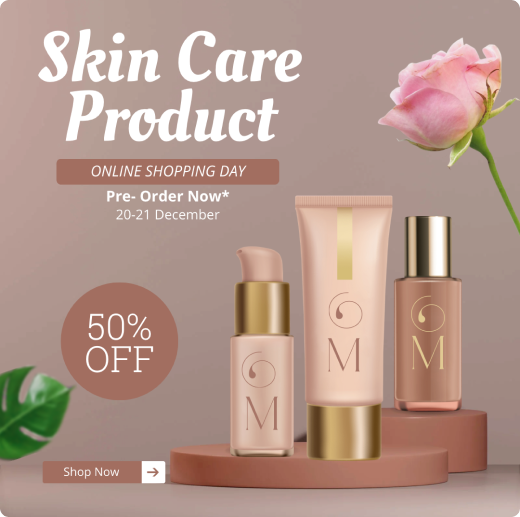 Skin Care
Product
ONLINE SHOPPING DAY
Pre- Order Now*
20-21 December
50%
OFF
M
M
M
Shop Now